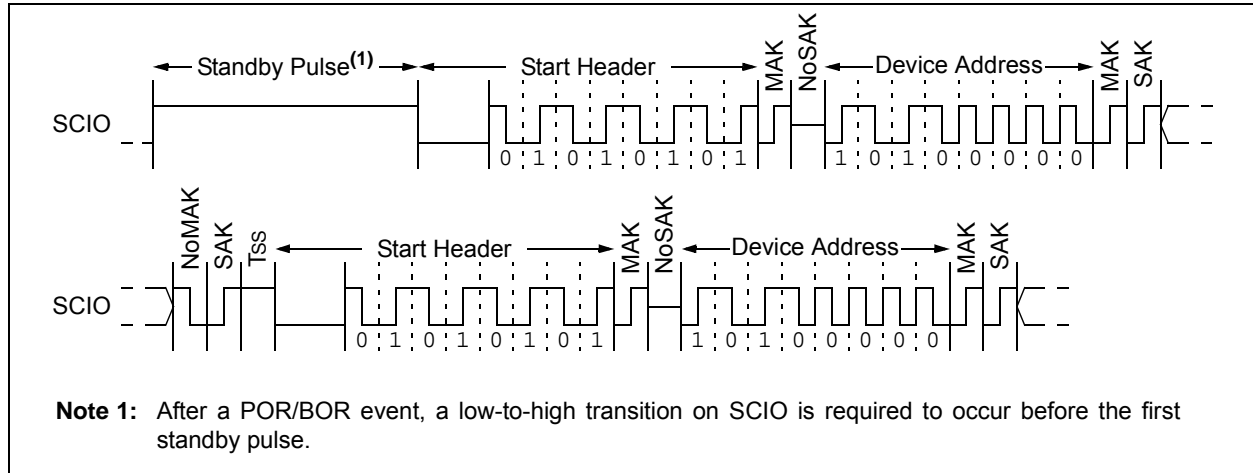 Standby Pulse(1) Start Header MAK NoSAK Device Address MAK SAK
SCIO
0 1 0 1 0 1 0 1 1 0 1 0 0 0 0 0
NoMAK SAK TSS Start Header MAK NoSAK Device Address MAK SAK
SCIO
0 1 0 1 0 1 0 1 1 0 1 0 0 0 0 0
Note 1: After a POR/BOR event, a low-to-high transition on SCIO is required to occur before the first
standby pulse.